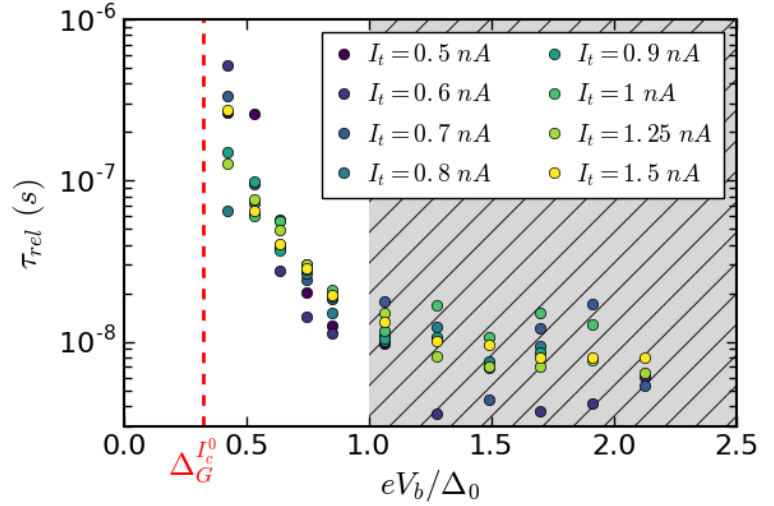 10⁻⁶
10⁻⁷
10⁻⁸
τ_rel (s)
I_t = 0.5 nA
I_t = 0.6 nA
I_t = 0.7 nA
I_t = 0.8 nA
I_t = 0.9 nA
I_t = 1 nA
I_t = 1.25 nA
I_t = 1.5 nA
0.0 0.5 1.0 1.5 2.0 2.5
Δ_G^{I_c^0}
eV_b/Δ_0